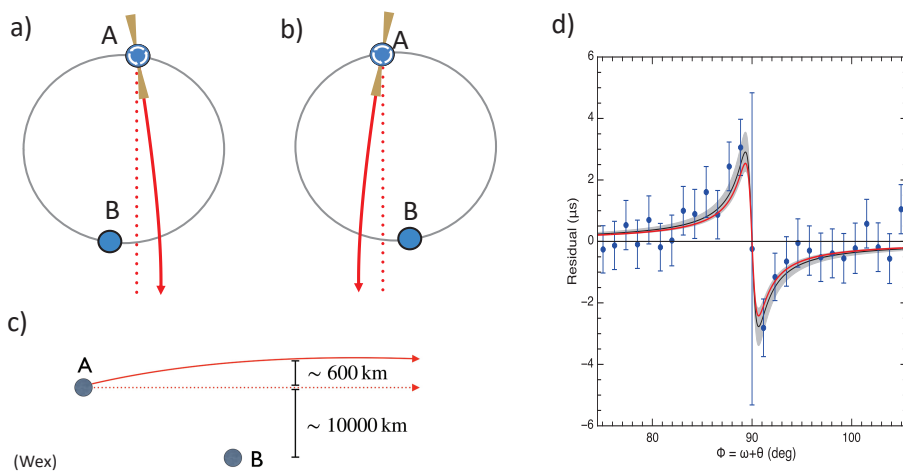 a)
A
B
b)
A
B
c)
A
~ 600 km
~ 10000 km
B
(Wex)
d)
6
4
2
0
-2
-4
-6
Residual (µs)
80
90
100
Φ = ω+θ (deg)